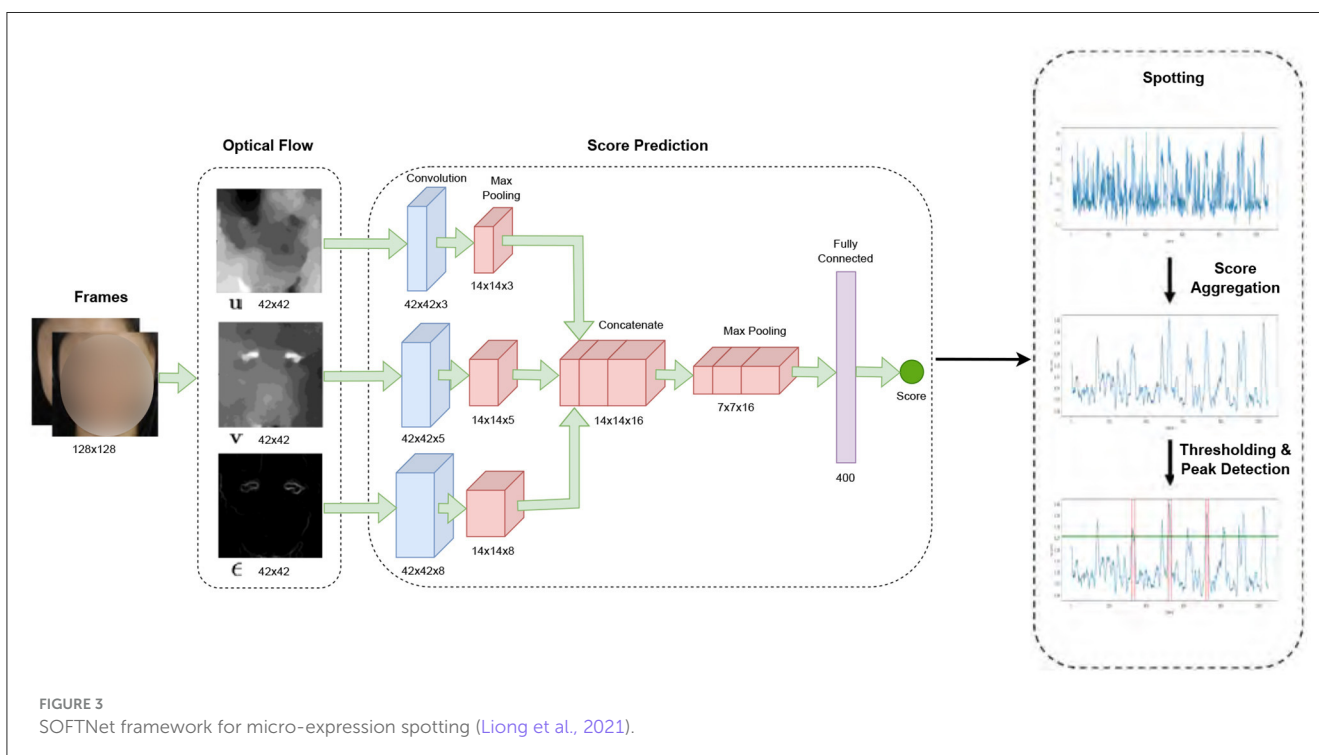 Frames
128x128
Optical Flow
u 42x42
v 42x42
ϵ 42x42
Score Prediction
Convolution
Max
Pooling
42x42x3
14x14x3
42x42x5
14x14x5
42x42x8
14x14x8
Concatenate
14x14x16
Max Pooling
7x7x16
Fully
Connected
400
Score
Spotting
Score
Aggregation
Thresholding &
Peak Detection
FIGURE 3
SOFTNet framework for micro-expression spotting (Liong et al., 2021).